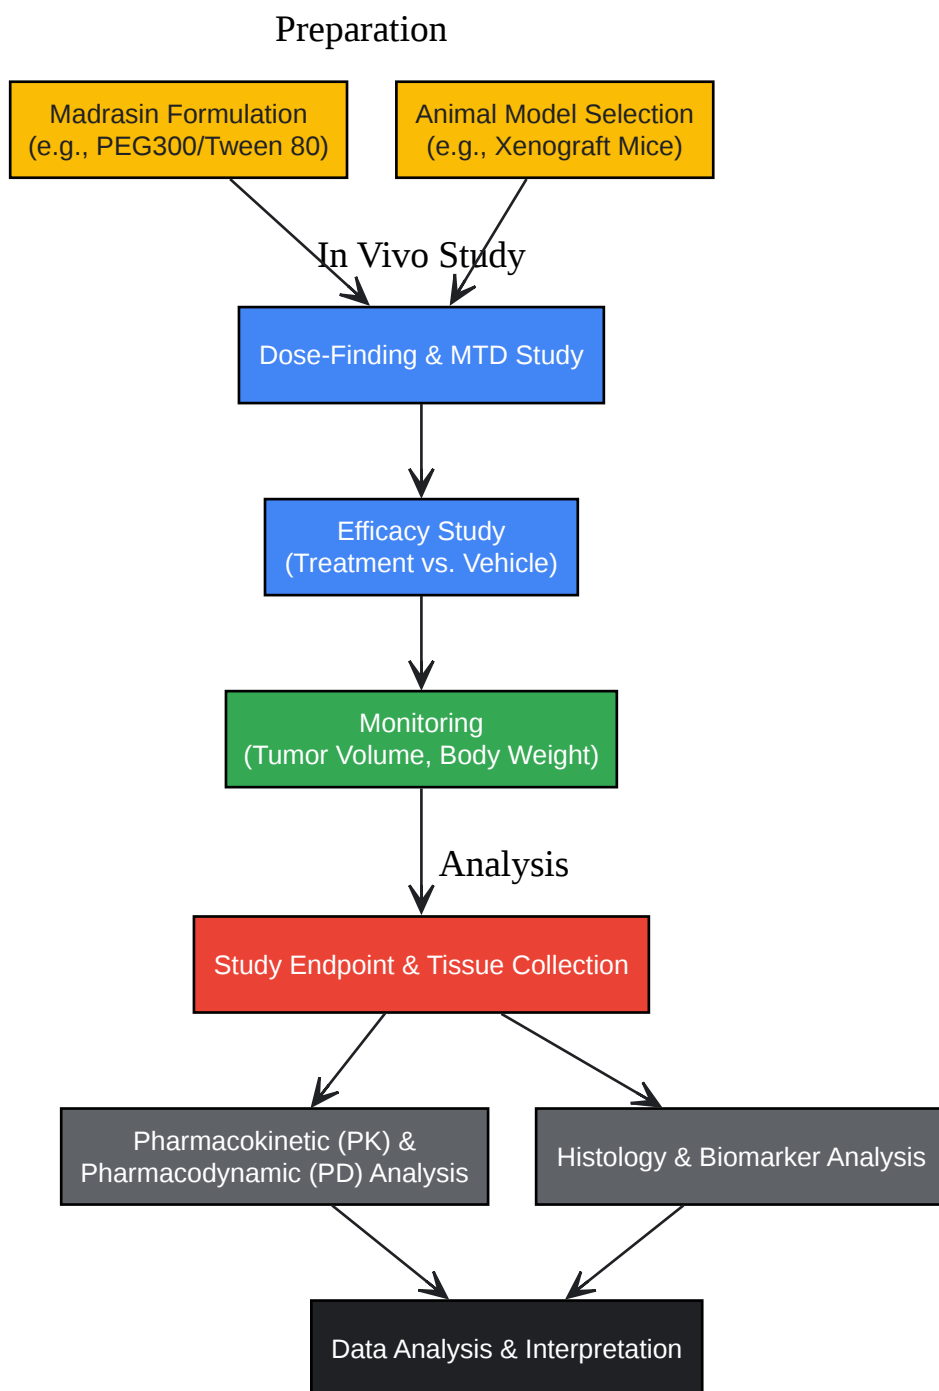 Preparation
Madrasin Formulation
(e.g., PEG300/Tween 80)
Animal Model Selection
(e.g., Xenograft Mice)
In Vivo Study
Dose-Finding & MTD Study
Efficacy Study
(Treatment vs. Vehicle)
Monitoring
(Tumor Volume, Body Weight)
Analysis
Study Endpoint & Tissue Collection
Pharmacokinetic (PK) &
Pharmacodynamic (PD) Analysis
Histology & Biomarker Analysis
Data Analysis & Interpretation